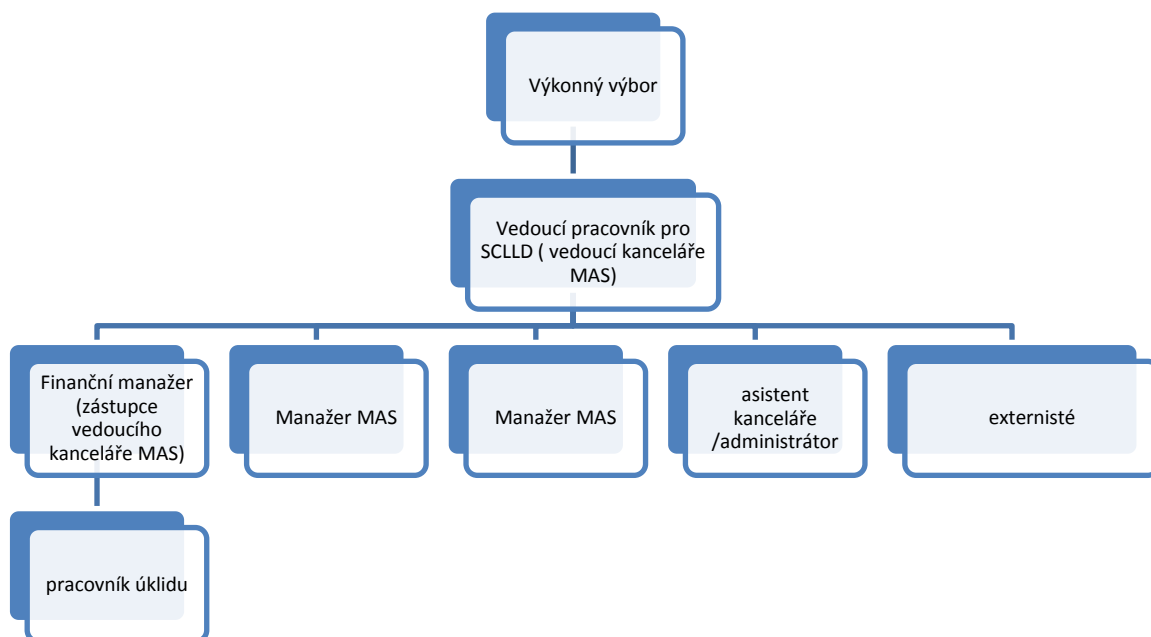 Výkonný výbor
Vedoucí pracovník pro
SCLLD ( vedoucí kanceláře
MAS)
Finanční manažer
(zástupce
vedoucího
kanceláře MAS)
Manažer MAS
Manažer MAS
asistent
kanceláře
/administrátor
externisté
pracovník úklidu